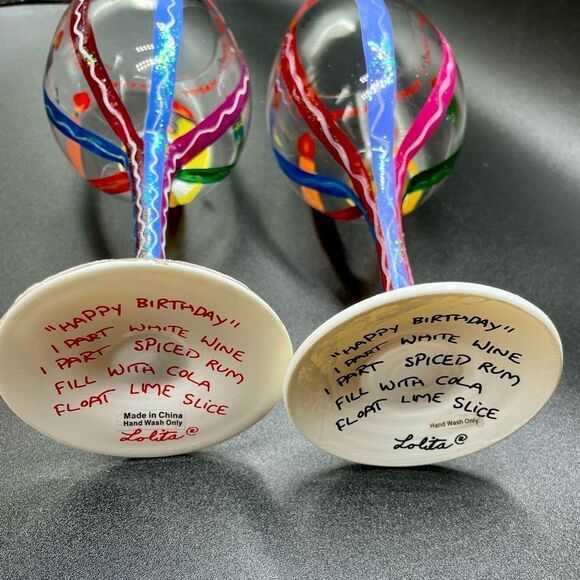 "HAPPY BIRTHDAY"
1 PART WHITE WINE
1 PART SPICED RUM
FILL WITH COLA
FLOAT LIME SLICE
Made in China
Hand Wash Only
Lolita ®
"HAPPY BIRTHDAY"
1 PART WHITE WINE
1 PART SPICED RUM
FILL WITH COLA
FLOAT LIME SLICE
Hand Wash Only
Lolita ®